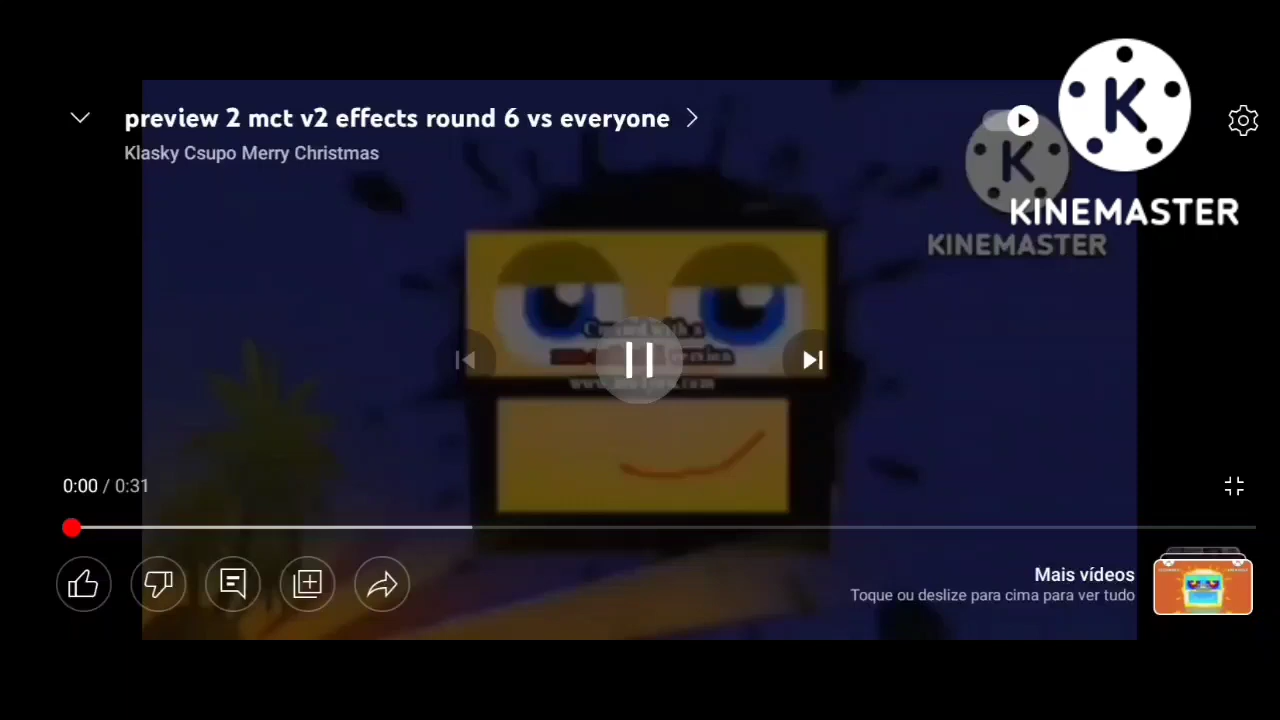 preview 2 mct v2 effects round 6 vs everyone
Klasky Csupo Merry Christmas
K
KINEMASTER
K
KINEMASTER
0:00 / 0:31
Mais vídeos
Toque ou deslize para cima para ver tudo